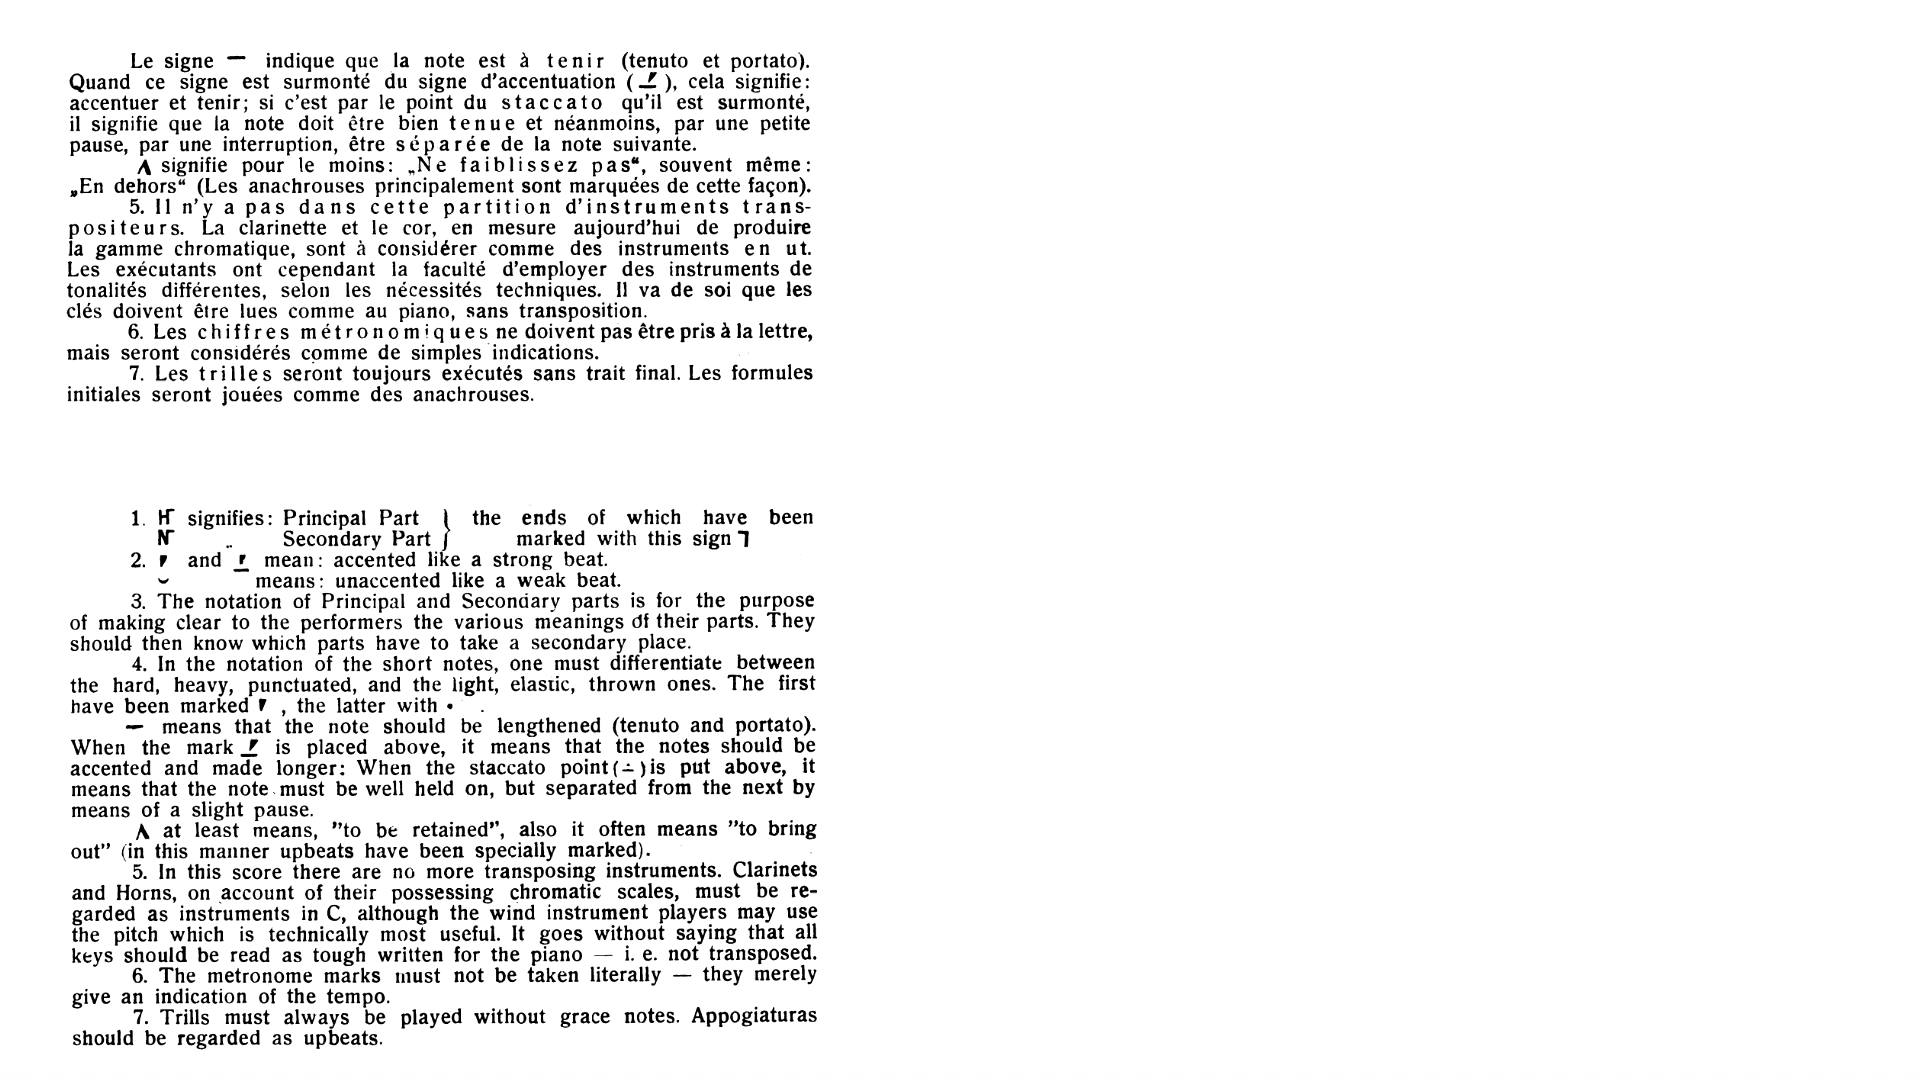 Le signe — indique que la note est à tenir (tenuto et portato).
Quand ce signe est surmonté du signe d'accentuation ( ), cela signifie:
accentuer et tenir; si c'est par le point du staccato qu'il est surmonté,
il signifie que la note doit être bien tenue et néanmoins, par une petite
pause, par une interruption, être séparée de la note suivante.
Λ signifie pour le moins: „Ne faiblissez pas“, souvent même:
„En dehors“ (Les anachrouses principalement sont marquées de cette façon).
5. Il n'y a pas dans cette partition d'instruments trans-
positeurs. La clarinette et le cor, en mesure aujourd'hui de produire
la gamme chromatique, sont à considérer comme des instruments en ut.
Les exécutants ont cependant la faculté d'employer des instruments de
tonalités différentes, selon les nécessités techniques. Il va de soi que les
clés doivent être lues comme au piano, sans transposition.
6. Les chiffres métronomiques ne doivent pas être pris à la lettre,
mais seront considérés comme de simples indications.
7. Les trilles seront toujours exécutés sans trait final. Les formules
initiales seront jouées comme des anachrouses.
1. H signifies: Principal Part } the ends of which have been
N „ Secondary Part } marked with this sign ⅂
2. ′ and ′ mean: accented like a strong beat.
⌣ means: unaccented like a weak beat.
3. The notation of Principal and Secondary parts is for the purpose
of making clear to the performers the various meanings of their parts. They
should then know which parts have to take a secondary place.
4. In the notation of the short notes, one must differentiate between
the hard, heavy, punctuated, and the light, elastic, thrown ones. The first
have been marked ′ , the latter with • .
— means that the note should be lengthened (tenuto and portato).
When the mark ′ is placed above, it means that the notes should be
accented and made longer: When the staccato point (∸) is put above, it
means that the note must be well held on, but separated from the next by
means of a slight pause.
Λ at least means, ”to be retained”, also it often means ”to bring
out” (in this manner upbeats have been specially marked).
5. In this score there are no more transposing instruments. Clarinets
and Horns, on account of their possessing chromatic scales, must be re-
garded as instruments in C, although the wind instrument players may use
the pitch which is technically most useful. It goes without saying that all
keys should be read as tough written for the piano — i. e. not transposed.
6. The metronome marks must not be taken literally — they merely
give an indication of the tempo.
7. Trills must always be played without grace notes. Appogiaturas
should be regarded as upbeats.